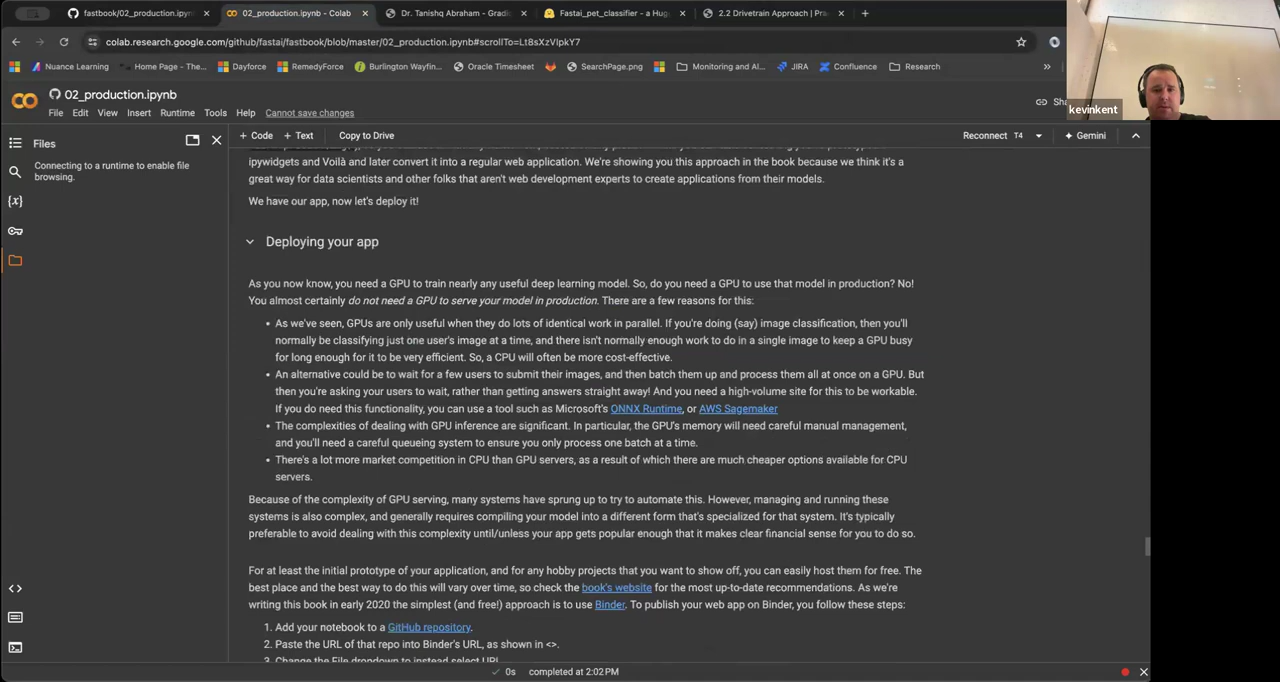 fastbook/02_production.ipyn
02_production.ipynb - Colab
Dr. Tanishq Abraham - Gradi
Fastai_pet_classifier - a Hug
2.2 Drivetrain Approach | Pra
colab.research.google.com/github/fastai/fastbook/blob/master/02_production.ipynb#scrollTo=Lt8sXzVIpkY7
Nuance Learning
Home Page - The...
Dayforce
RemedyForce
Burlington Wayfin...
Oracle Timesheet
SearchPage.png
Monitoring and Al...
JIRA
Confluence
Research
kevinkent
02_production.ipynb
File Edit View Insert Runtime Tools Help Cannot save changes
Sha
Files
+ Code + Text Copy to Drive
Reconnect T4
Gemini
Connecting to a runtime to enable file
browsing.
ipywidgets and Voilà and later convert it into a regular web application. We're showing you this approach in the book because we think it's a
great way for data scientists and other folks that aren't web development experts to create applications from their models.
We have our app, now let's deploy it!
Deploying your app
As you now know, you need a GPU to train nearly any useful deep learning model. So, do you need a GPU to use that model in production? No!
You almost certainly do not need a GPU to serve your model in production. There are a few reasons for this:
• As we've seen, GPUs are only useful when they do lots of identical work in parallel. If you're doing (say) image classification, then you'll
normally be classifying just one user's image at a time, and there isn't normally enough work to do in a single image to keep a GPU busy
for long enough for it to be very efficient. So, a CPU will often be more cost-effective.
• An alternative could be to wait for a few users to submit their images, and then batch them up and process them all at once on a GPU. But
then you're asking your users to wait, rather than getting answers straight away! And you need a high-volume site for this to be workable.
If you do need this functionality, you can use a tool such as Microsoft's ONNX Runtime, or AWS Sagemaker
• The complexities of dealing with GPU inference are significant. In particular, the GPU's memory will need careful manual management,
and you'll need a careful queueing system to ensure you only process one batch at a time.
• There's a lot more market competition in CPU than GPU servers, as a result of which there are much cheaper options available for CPU
servers.
Because of the complexity of GPU serving, many systems have sprung up to try to automate this. However, managing and running these
systems is also complex, and generally requires compiling your model into a different form that's specialized for that system. It's typically
preferable to avoid dealing with this complexity until/unless your app gets popular enough that it makes clear financial sense for you to do so.
For at least the initial prototype of your application, and for any hobby projects that you want to show off, you can easily host them for free. The
best place and the best way to do this will vary over time, so check the book's website for the most up-to-date recommendations. As we're
writing this book in early 2020 the simplest (and free!) approach is to use Binder. To publish your web app on Binder, you follow these steps:
1. Add your notebook to a GitHub repository.
2. Paste the URL of that repo into Binder's URL, as shown in <>.
3. Change the File dropdown to instead select URL
0s completed at 2:02 PM